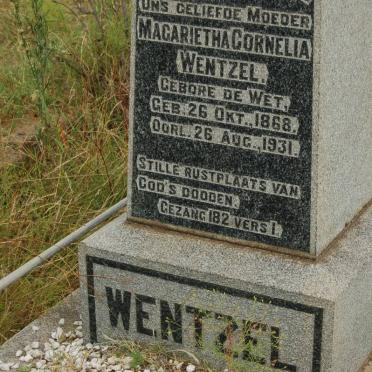 Ons geliefde Moeder
Magarietha Cornelia
Wentzel.
Gebore de Wet.
Geb. 26 Okt. 1868.
Oorl. 26 Aug. 1931.
Stille rustplaats van
God's dooden.
Gezang 182 vers 1.
WENTZEL